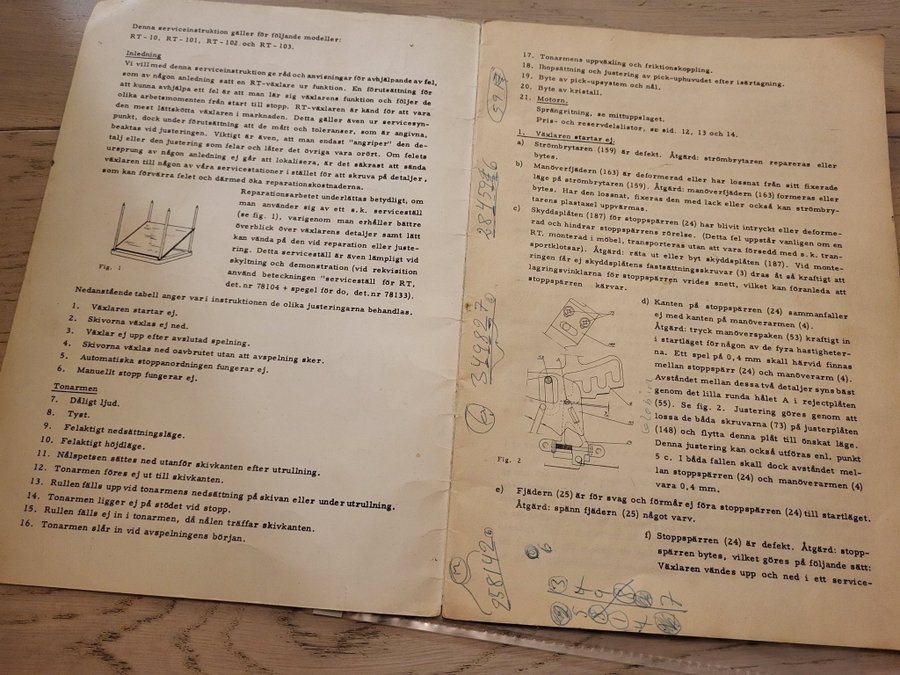 Denna serviceinstruktion gäller för följande modeller:
RT-10, RT-101, RT-102 och RT-103.
Inledning
Vi vill med denna serviceinstruktion ge råd och anvisningar för avhjälpande av fel,
som av någon anledning satt en RT-växlare ur funktion. En förutsättning för
att kunna avhjälpa ett fel är att man lär sig växlarens funktion och följer de
olika arbetsmomenten från start till stopp. RT-växlaren är känd för att vara
den mest lättskötta växlaren i marknaden. Detta gäller även ur servicesyn-
punkt, dock under förutsättning att de mått och toleranser, som är angivna,
beaktas vid justeringen. Viktigt är även, att man endast "angriper" den de-
talj eller den justering som felar och låter det övriga vara orört. Om felets
ursprung av någon anledning ej går att lokalisera, är det säkrast att sända
växlaren till någon av våra servicestationer i stället för att skruva på detaljer,
som kan förvärra felet och därmed öka reparationskostnaderna.
Reparationsarbetet underlättas betydligt, om
man använder sig av ett s.k. serviceställ
(se fig. 1), varigenom man erhåller bättre
överblick över växlarens detaljer samt lätt
kan vända på den vid reparation eller juste-
ring. Detta serviceställ är även lämpligt vid
skyltning och demonstration (vid rekvisition
använd beteckningen "serviceställ för RT,
det.nr 78104 + spegel för do, det.nr 78133).
Fig. 1
Nedanstående tabell anger var i instruktionen de olika justeringarna behandlas.
1. Växlaren startar ej.
2. Skivorna växlas ej ned.
3. Växlar ej upp efter avslutad spelning.
4. Skivorna växlas ned oavbrutet utan att avspelning sker.
5. Automatiska stoppanordningen fungerar ej.
6. Manuellt stopp fungerar ej.
Tonarmen
7. Dåligt ljud.
8. Tyst.
9. Felaktigt nedsättningsläge.
10. Felaktigt höjdläge.
11. Nålspetsen sättes ned utanför skivkanten efter utrullning.
12. Tonarmen föres ej ut till skivkanten.
13. Rullen fälls upp vid tonarmens nedsättning på skivan eller under utrullning.
14. Tonarmen ligger ej på stödet vid stopp.
15. Rullen fälls ej in i tonarmen, då nålen träffar skivkanten.
16. Tonarmen slår in vid avspelningens början.
17. Tonarmens uppväxling och friktionskoppling.
18. Ihopsättning och justering av pick-uphuvudet efter isärtagning.
19. Byte av pick-upsystem och nål.
20. Byte av kristall.
21. Motorn.
Sprängritning, se mittuppslaget.
Pris- och reservdelslistor, se sid. 12, 13 och 14.
1. Växlaren startar ej.
a) Strömbrytaren (159) är defekt. Åtgärd: strömbrytaren repareras eller
bytes.
b) Manöverfjädern (163) är deformerad eller har lossnat från sitt fixerade
läge på strömbrytaren (159). Åtgärd: manöverfjädern (163) formeras eller
bytes. Har den lossnat, fixeras den med lack eller också kan strömbry-
tarens plastaxel uppvärmas.
c) Skyddsplåten (187) för stoppspärren (24) har blivit intryckt eller deforme-
rad och hindrar stoppspärrens rörelse. (Detta fel uppstår vanligen om en
RT, monterad i möbel, transporteras utan att vara försedd med s.k. tran-
sportklotsar). Åtgärd: räta ut eller byt skyddsplåten (187). Vid monte-
ringen får ej skyddsplåtens fastsättningsskruvar (3) dras åt så kraftigt att
lagringsvinklarna för stoppspärren vrides snett, vilket kan föranleda att
stoppspärren kärvar.
d) Kanten på stoppspärren (24) sammanfaller
ej med kanten på manöverarmen (4).
Åtgärd: tryck manöverspaken (53) kraftigt in
i startläget för någon av de fyra hastigheter-
na. Ett spel på 0,4 mm skall härvid finnas
mellan stoppspärr (24) och manöverarm (4).
Avståndet mellan dessa två detaljer syns bäst
genom det lilla runda hålet A i rejectplåten
(55). Se fig. 2. Justering göres genom att
lossa de båda skruvarna (73) på justerplåten
(148) och flytta denna plåt till önskat läge.
Denna justering kan också utföras enl. punkt
5 c. I båda fallen skall dock avståndet mel-
lan stoppspärren (24) och manöverarmen (4)
vara 0,4 mm.
Fig. 2
e) Fjädern (25) är för svag och förmår ej föra stoppspärren (24) till startläget.
Åtgärd: spänn fjädern (25) något varv.
f) Stoppspärren (24) är defekt. Åtgärd: stopp-
spärren bytes, vilket göres på följande sätt:
Växlaren vändes upp och ned i ett service-